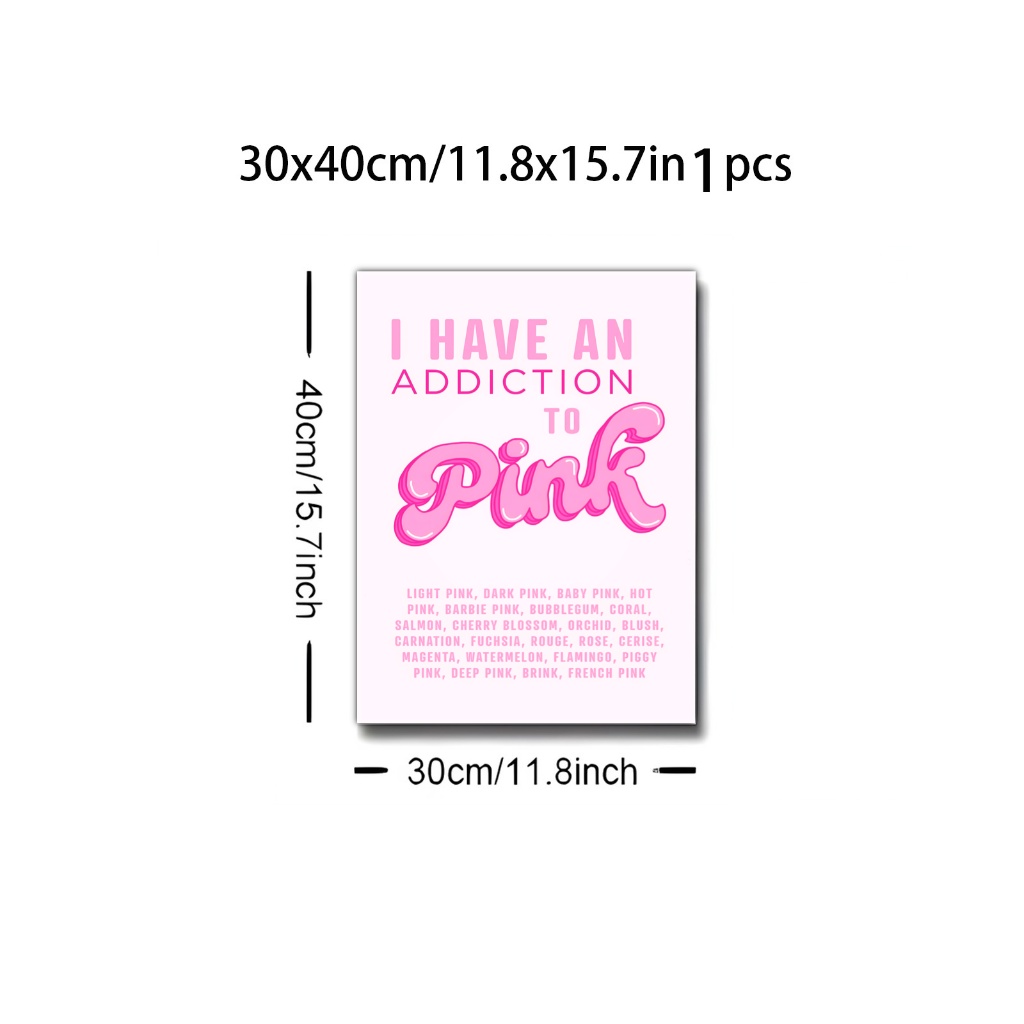 30x40cm/11.8x15.7in 1 pcs
40cm/15.7inch
I HAVE AN
ADDICTION
TO
Pink
LIGHT PINK, DARK PINK, BABY PINK, HOT
PINK, BARBIE PINK, BUBBLEGUM, CORAL,
SALMON, CHERRY BLOSSOM, ORCHID, BLUSH,
CARNATION, FUCHSIA, ROUGE, ROSE, CERISE,
MAGENTA, WATERMELON, FLAMINGO, PIGGY
PINK, DEEP PINK, BRINK, FRENCH PINK
30cm/11.8inch